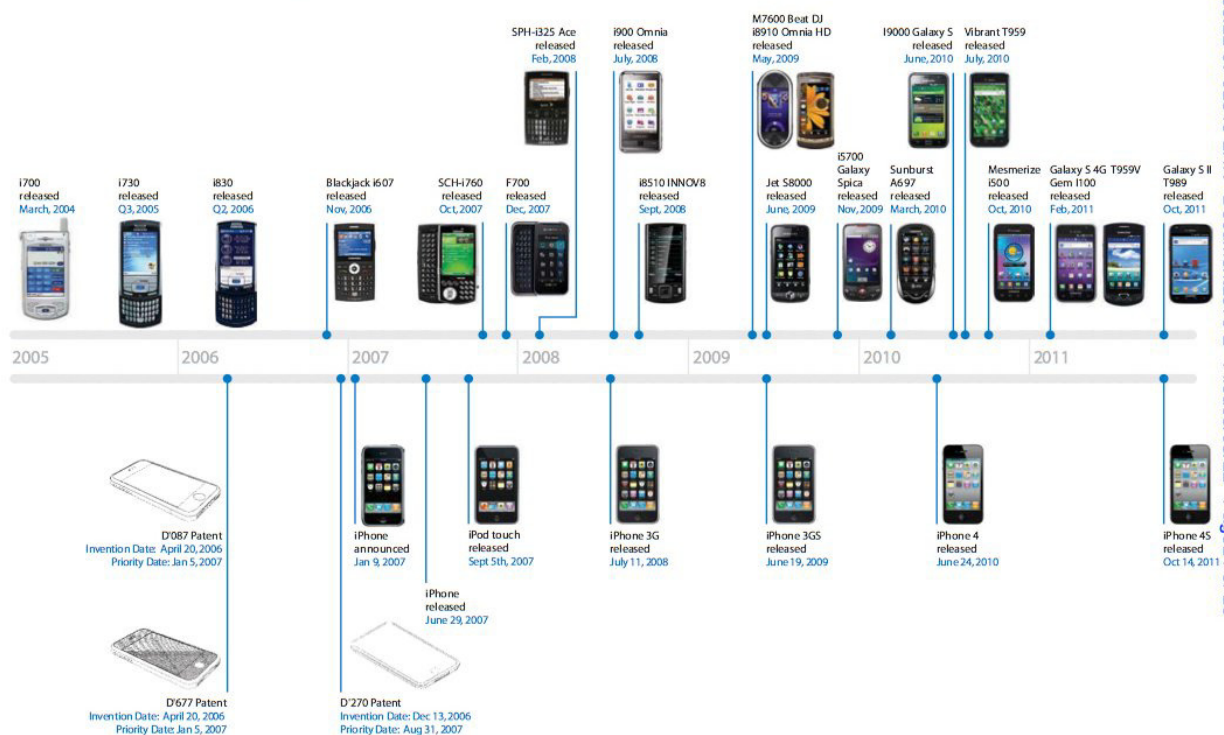 SPH-i325 Ace
released
Feb, 2008
i900 Omnia
released
July, 2008
M7600 Beat DJ
i8910 Omnia HD
released
May, 2009
I9000 Galaxy S
released
June, 2010
Vibrant T959
released
July, 2010
i700
released
March, 2004
i730
released
Q3, 2005
i830
released
Q2, 2006
Blackjack i607
released
Nov, 2006
SCH-i760
released
Oct, 2007
F700
released
Dec, 2007
i8510 INNOV8
released
Sept, 2008
Jet S8000
released
June, 2009
i5700
Galaxy
Spica
released
Nov, 2009
Sunburst
A697
released
March, 2010
Mesmerize
i500
released
Oct, 2010
Galaxy S 4G T959V
Gem I100
released
Feb, 2011
Galaxy S II
T989
released
Oct, 2011
2005
2006
2007
2008
2009
2010
2011
D'087 Patent
Invention Date: April 20, 2006
Priority Date: Jan 5, 2007
iPhone
announced
Jan 9, 2007
iPod touch
released
Sept 5th, 2007
iPhone 3G
released
July 11, 2008
iPhone 3GS
released
June 19, 2009
iPhone 4
released
June 24, 2010
iPhone 4S
released
Oct 14, 2011
iPhone
released
June 29, 2007
D'677 Patent
Invention Date: April 20, 2006
Priority Date: Jan 5, 2007
D'270 Patent
Invention Date: Dec 13, 2006
Priority Date: Aug 31, 2007